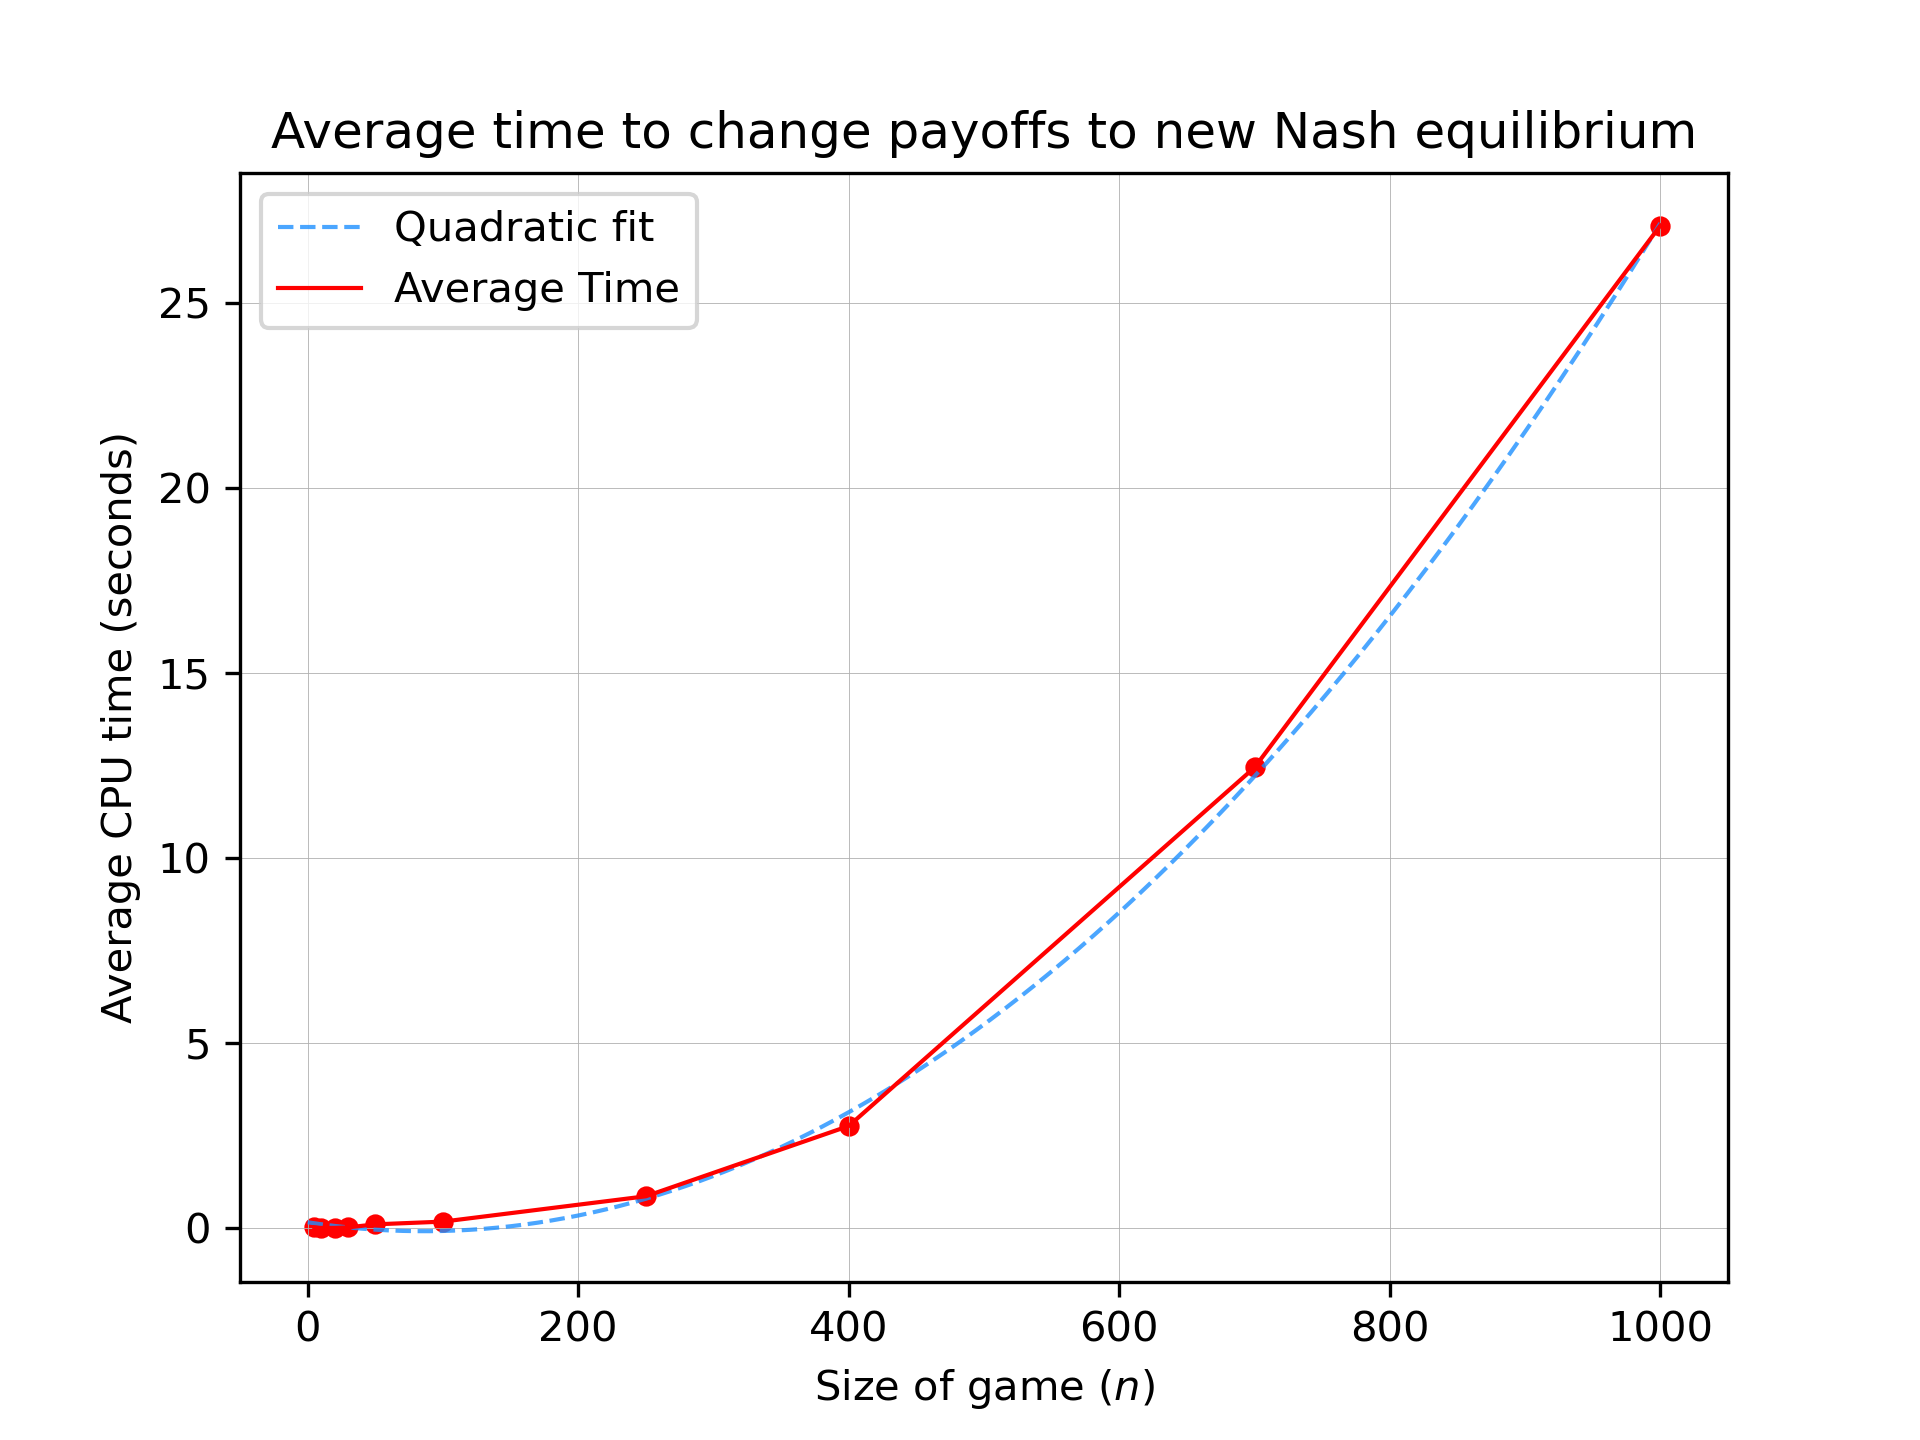 Average time to change payoffs to new Nash equilibrium
Quadratic fit
Average Time
Average CPU time (seconds)
25
20
15
10
5
0
0 200 400 600 800 1000
Size of game (n)